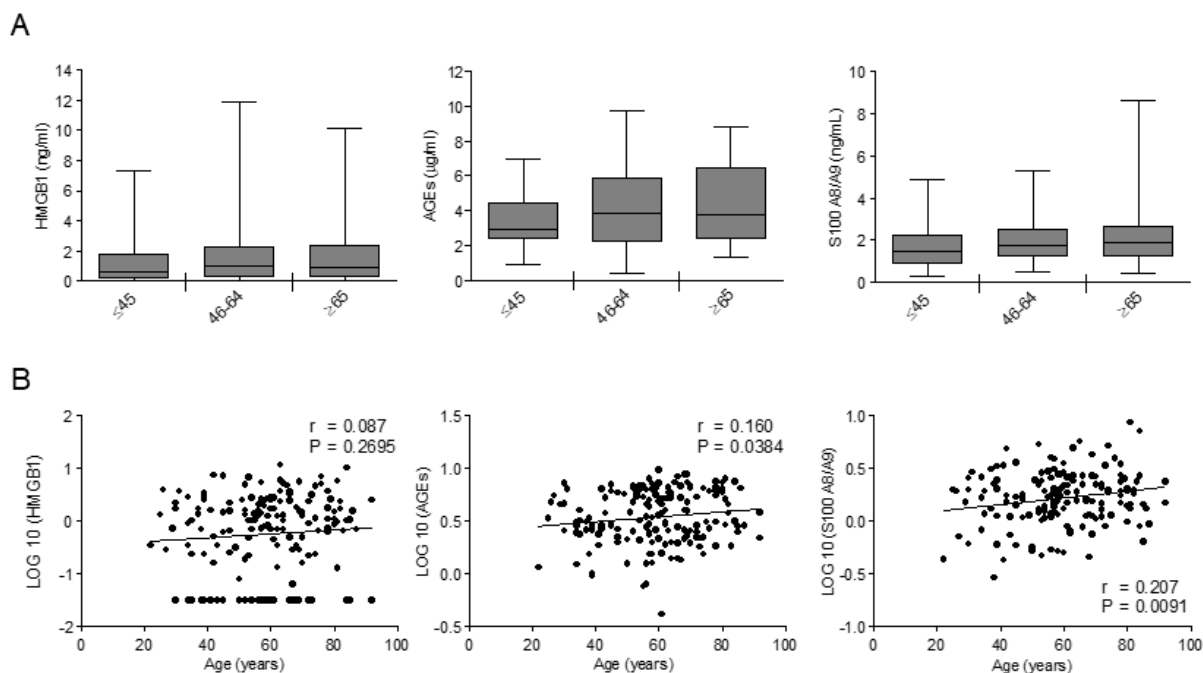 A
HMGB1 (ng/ml)
14
12
10
8
6
4
2
0
≤45
46-64
≥65
AGEs (µg/ml)
12
10
8
6
4
2
0
≤45
46-64
≥65
S100 A8/A9 (ng/mL)
10
8
6
4
2
0
≤45
46-64
≥65
B
LOG 10 (HMGB1)
2
1
0
-1
-2
r = 0.087
P = 0.2695
0 20 40 60 80 100
Age (years)
LOG 10 (AGEs)
1.5
1.0
0.5
0.0
-0.5
r = 0.160
P = 0.0384
0 20 40 60 80 100
Age (years)
LOG 10 (S100 A8/A9)
1.0
0.5
0.0
-0.5
-1.0
r = 0.207
P = 0.0091
0 20 40 60 80 100
Age (years)